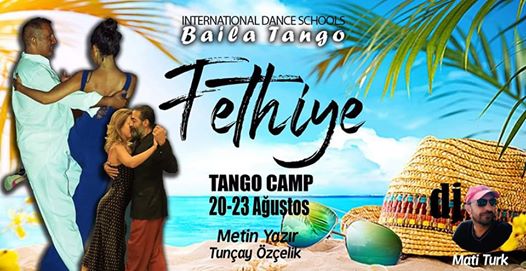 INTERNATIONAL DANCE SCHOOLS
Baila Tango
Fethiye
TANGO CAMP
20-23 Ağustos
Metin Yazır
Tunçay Özçelik
dj
Mati Turk